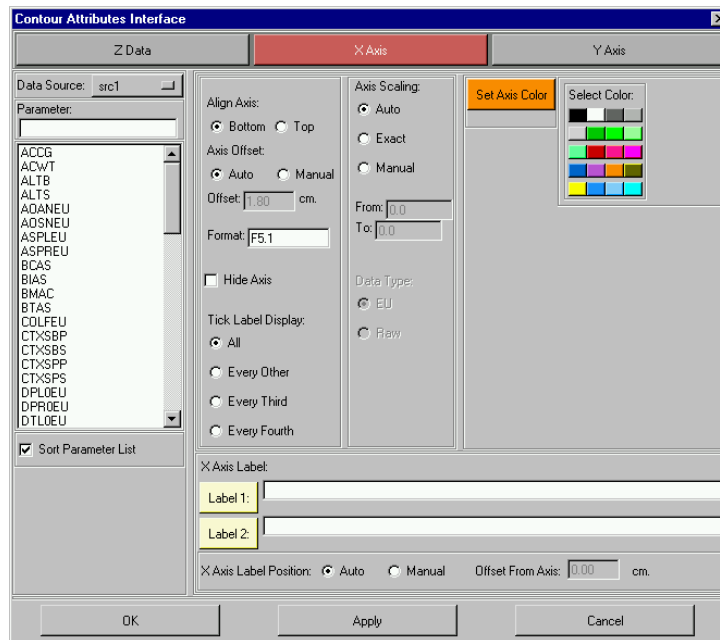 Contour Attributes Interface
Z Data
X Axis
Y Axis
Data Source: src1
Parameter:
ACCG
ACWT
ALTB
ALTS
AOANEU
AOSNEU
ASPLEU
ASPREU
BCAS
BIAS
BMAC
BTAS
COLFEU
CTXSBP
CTXSBS
CTXSPP
CTXSPS
DPL0EU
DPR0EU
DTL0EU
Sort Parameter List
Align Axis:
Bottom Top
Axis Offset:
Auto Manual
Offset: 1.80 cm.
Format: F5.1
Hide Axis
Tick Label Display:
All
Every Other
Every Third
Every Fourth
Axis Scaling:
Auto
Exact
Manual
From: 0.0
To: 0.0
Data Type:
EU
Raw
Set Axis Color
Select Color:
X Axis Label:
Label 1:
Label 2:
X Axis Label Position: Auto Manual Offset From Axis: 0.00 cm.
OK
Apply
Cancel